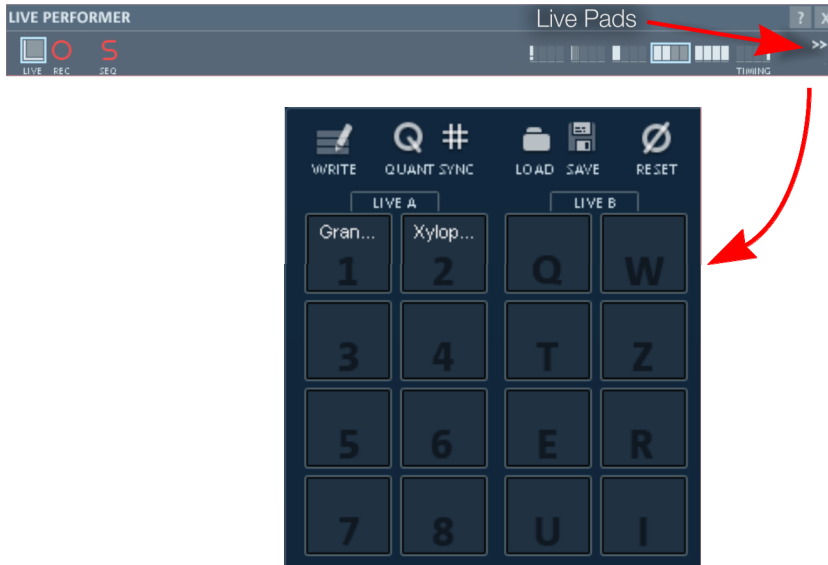 LIVE PERFORMER Live Pads ? X
LIVE REC SEQ TIMING >>
WRITE QUANT SYNC LOAD SAVE RESET
LIVE A LIVE B
Gran... Xylop...
1 2 Q W
3 4 T Z
5 6 E R
7 8 U I